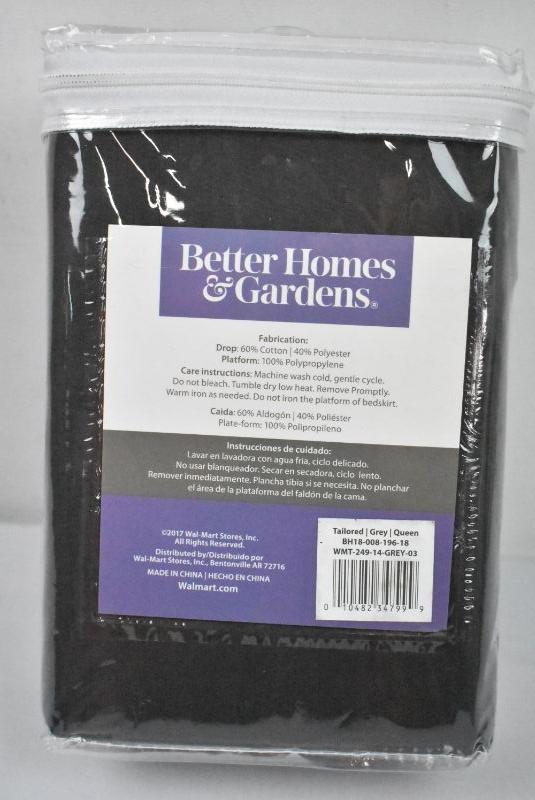 Better Homes
& Gardens®
Fabrication:
Drop: 60% Cotton | 40% Polyester
Platform: 100% Polypropylene
Care instructions: Machine wash cold, gentle cycle.
Do not bleach. Tumble dry low heat. Remove Promptly.
Warm iron as needed. Do not iron the platform of bedskirt.
Caida: 60% Aldogón | 40% Poliéster
Plate-form: 100% Polipropileno
Instrucciones de cuidado:
Lavar en lavadora con agua fria, ciclo delicado.
No usar blanqueador. Secar en secadora, ciclo lento.
Remover inmediatamente. Plancha tibia si se necesita. No planchar
el área de la plataforma del faldón de la cama.
©2017 Wal-Mart Stores, Inc.
All Rights Reserved.
Distributed by/Distribuido por
Wal-Mart Stores, Inc., Bentonville AR 72716
MADE IN CHINA | HECHO EN CHINA
Walmart.com
Tailored | Grey | Queen
BH18-008-196-18
WMT-249-14-GREY-03
0 10482 34799 9